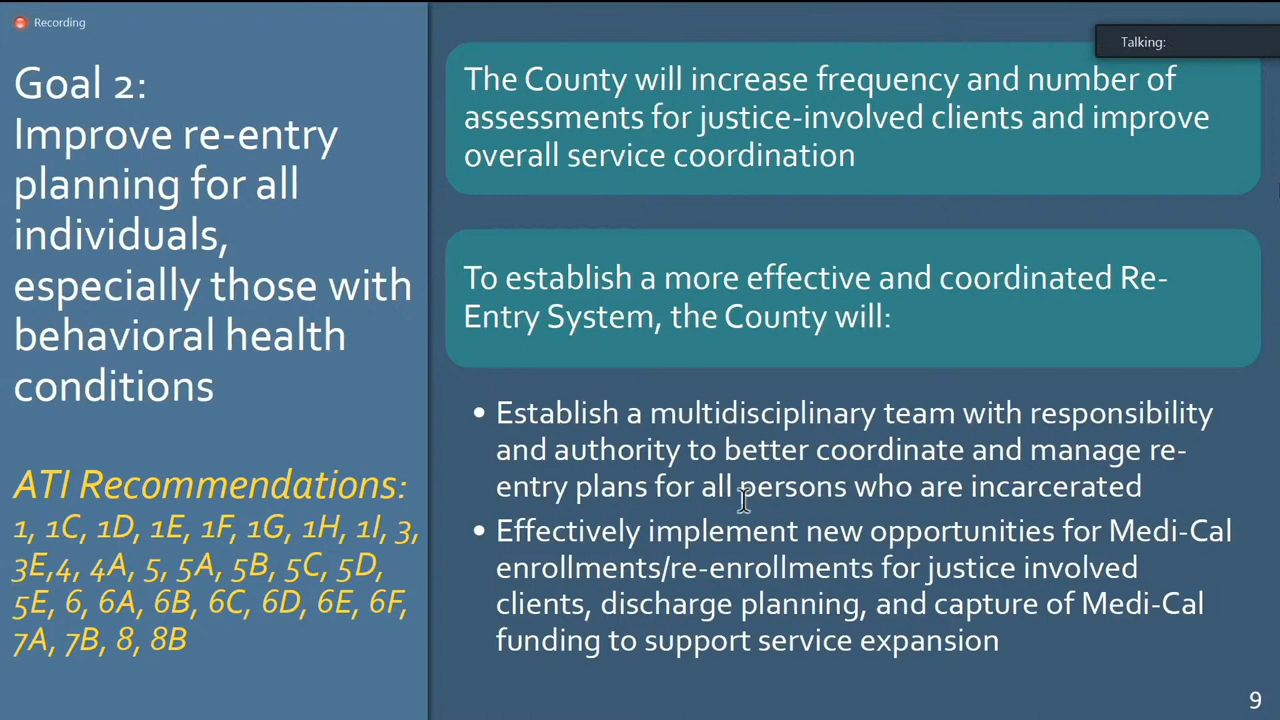 Recording
Talking:
Goal 2:
Improve re-entry
planning for all
individuals,
especially those with
behavioral health
conditions
ATI Recommendations:
1, 1C, 1D, 1E, 1F, 1G, 1H, 1I, 3,
3E,4, 4A, 5, 5A, 5B, 5C, 5D,
5E, 6, 6A, 6B, 6C, 6D, 6E, 6F,
7A, 7B, 8, 8B
The County will increase frequency and number of
assessments for justice-involved clients and improve
overall service coordination
To establish a more effective and coordinated Re-
Entry System, the County will:
• Establish a multidisciplinary team with responsibility
and authority to better coordinate and manage re-
entry plans for all persons who are incarcerated
• Effectively implement new opportunities for Medi-Cal
enrollments/re-enrollments for justice involved
clients, discharge planning, and capture of Medi-Cal
funding to support service expansion
9